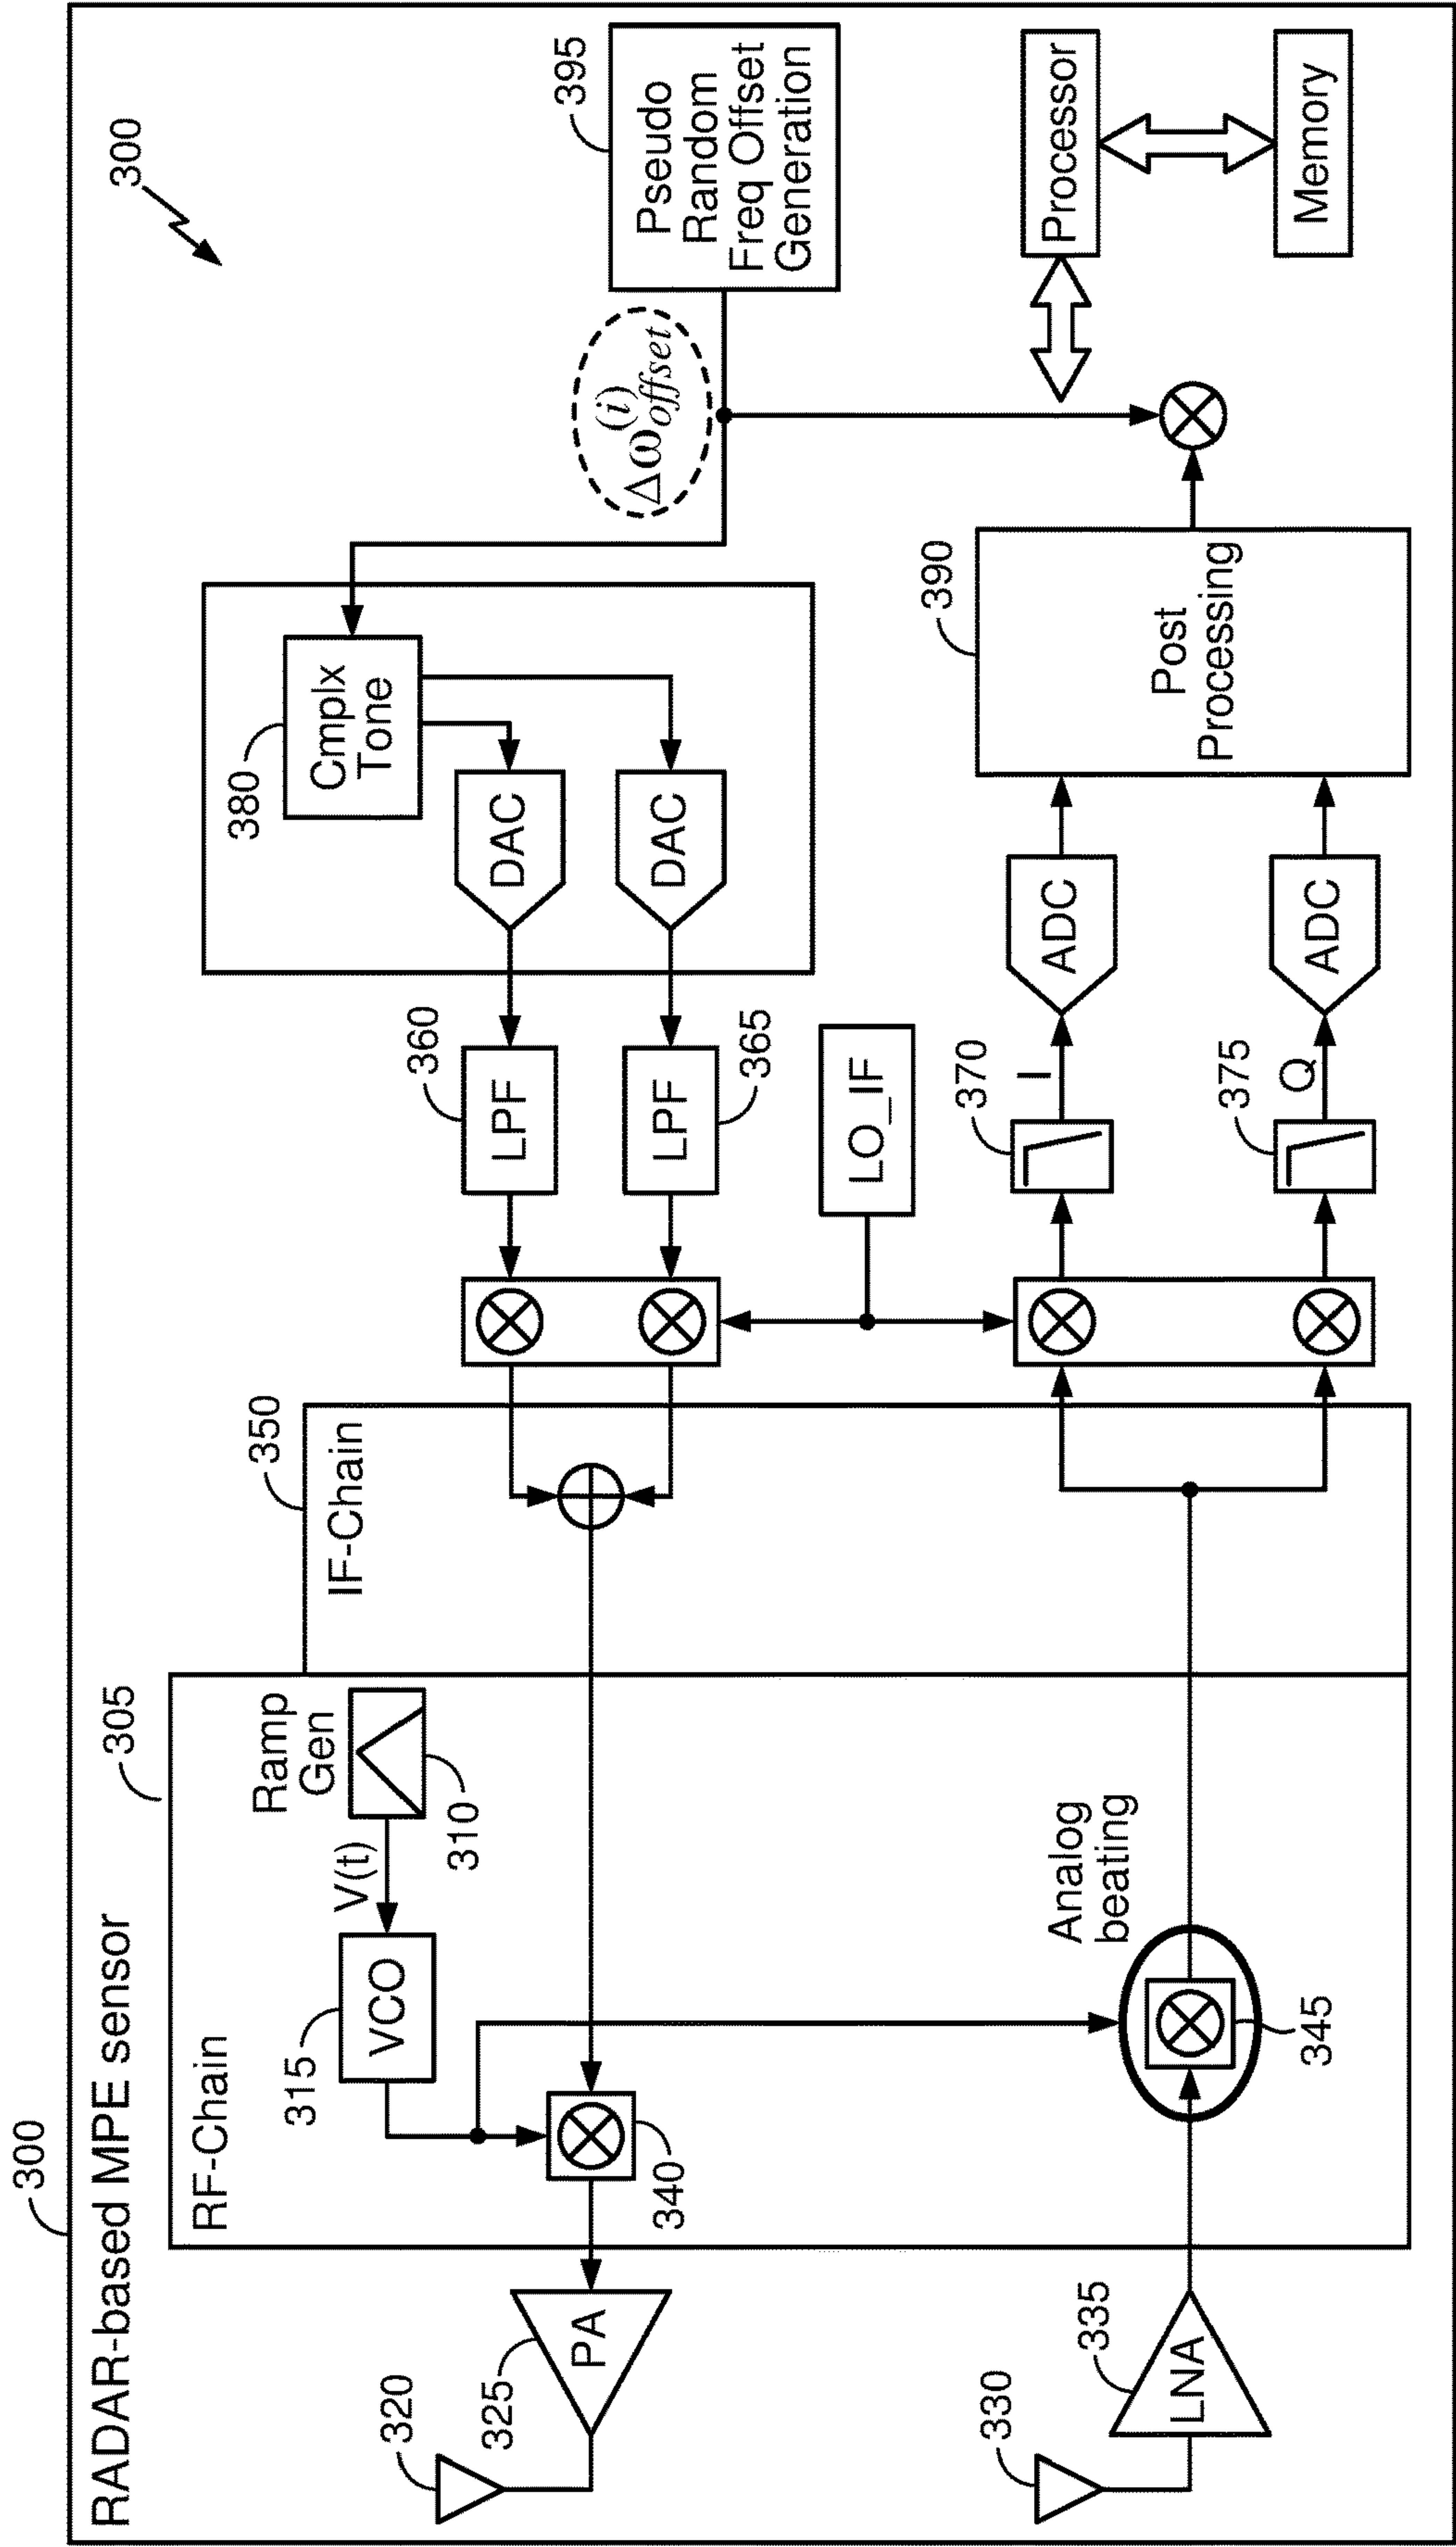 300
RADAR-based MPE sensor
300
305
RF-Chain
350
IF-Chain
Ramp
Gen
310
V(t)
VCO
315
340
320
325
PA
330
335
LNA
Analog
beating
345
360
LPF
LPF
365
LO_IF
380
Cmplx
Tone
DAC
DAC
Δω(i)offset
395
Pseudo
Random
Freq Offset
Generation
370
I
ADC
375
Q
ADC
390
Post
Processing
Processor
Memory